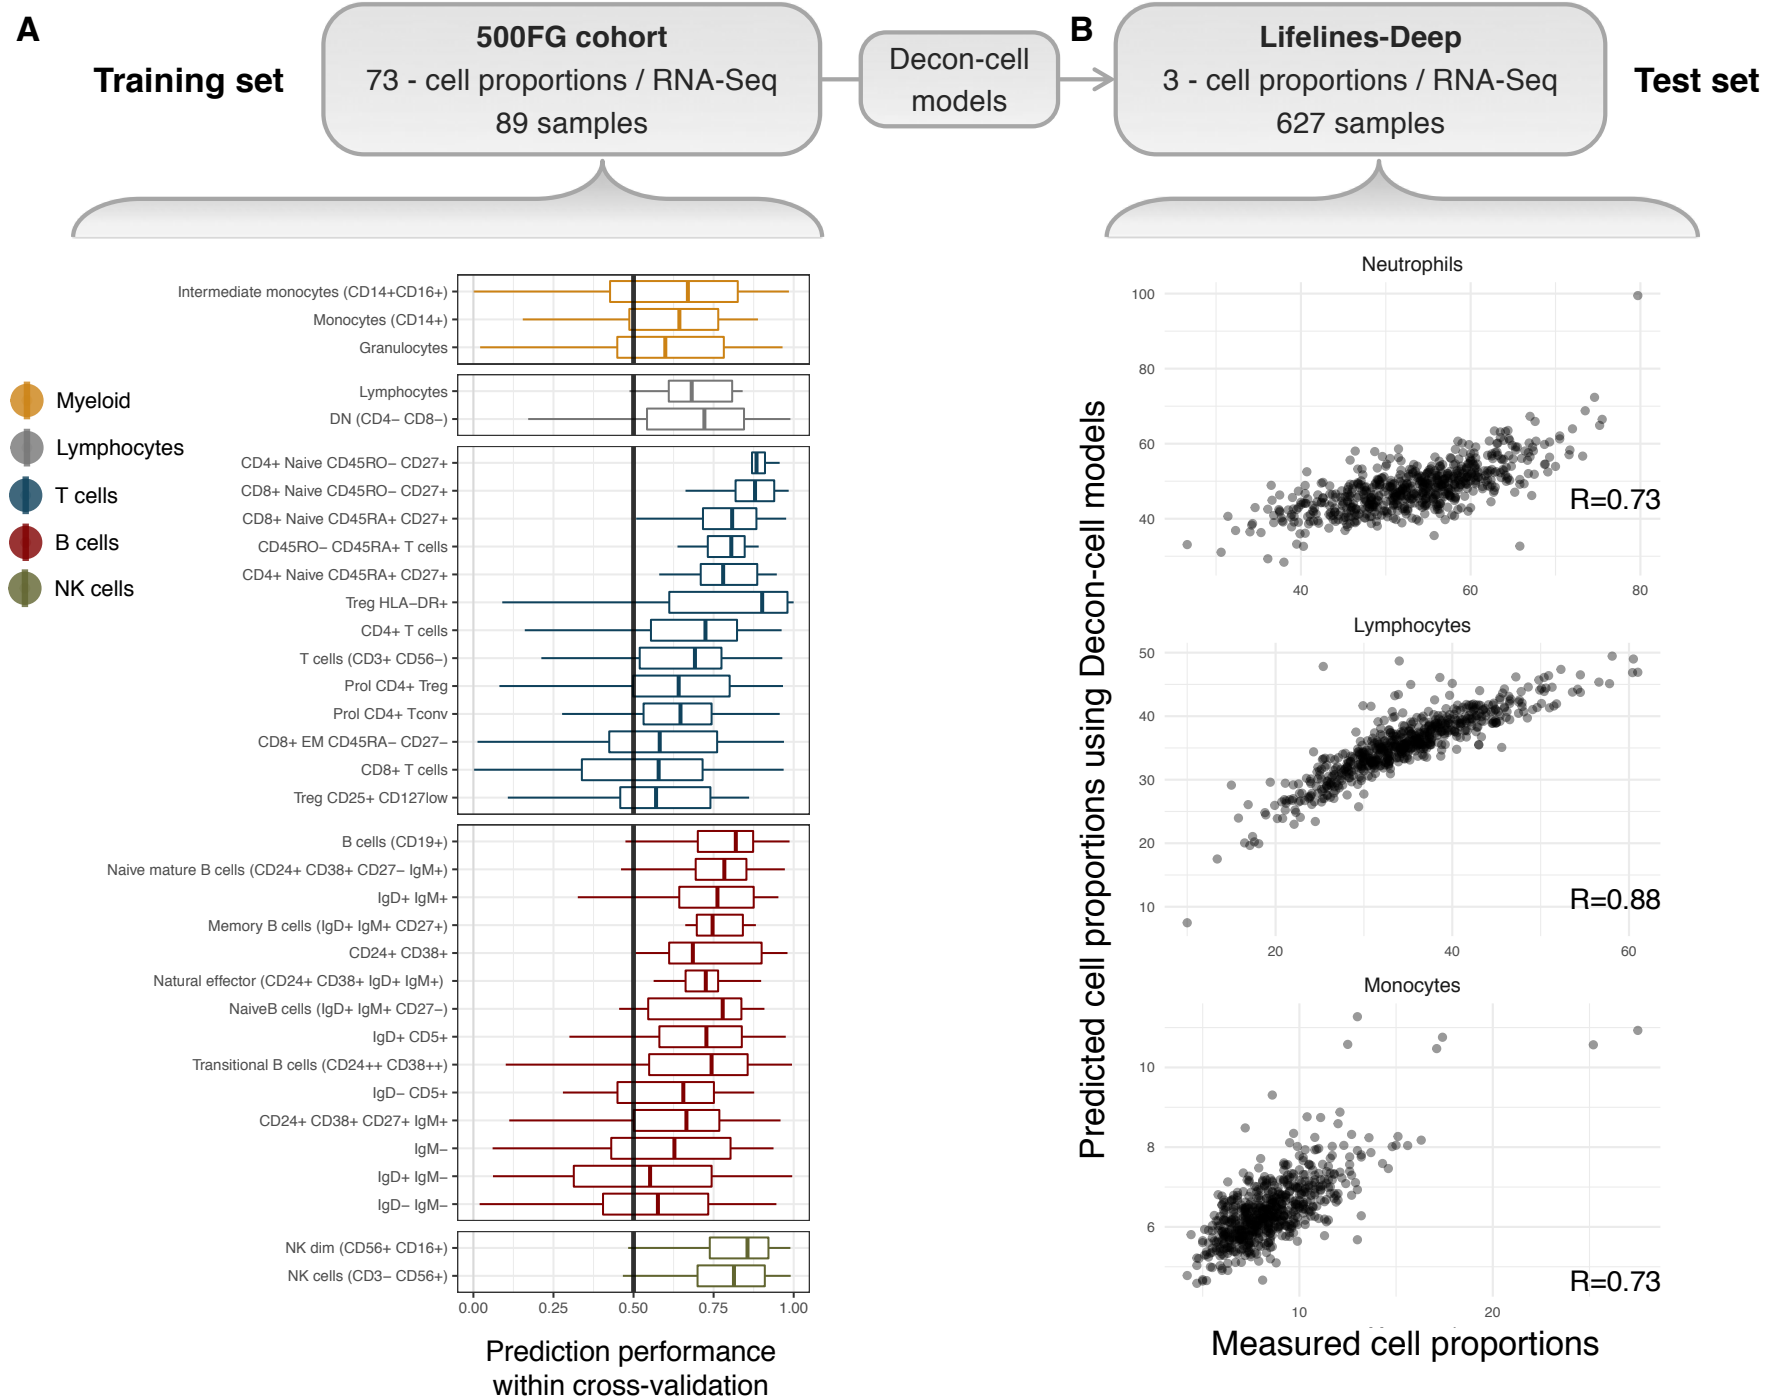 A
Training set
500FG cohort
73 - cell proportions / RNA-Seq
89 samples
Decon-cell
models
B
Lifelines-Deep
3 - cell proportions / RNA-Seq
627 samples
Test set
Myeloid
Lymphocytes
T cells
B cells
NK cells
Intermediate monocytes (CD14+CD16+)
Monocytes (CD14+)
Granulocytes
Lymphocytes
DN (CD4− CD8−)
CD4+ Naive CD45RO− CD27+
CD8+ Naive CD45RO− CD27+
CD8+ Naive CD45RA+ CD27+
CD45RO− CD45RA+ T cells
CD4+ Naive CD45RA+ CD27+
Treg HLA−DR+
CD4+ T cells
T cells (CD3+ CD56−)
Prol CD4+ Treg
Prol CD4+ Tconv
CD8+ EM CD45RA− CD27−
CD8+ T cells
Treg CD25+ CD127low
B cells (CD19+)
Naive mature B cells (CD24+ CD38+ CD27− IgM+)
IgD+ IgM+
Memory B cells (IgD+ IgM+ CD27+)
CD24+ CD38+
Natural effector (CD24+ CD38+ IgD+ IgM+)
NaiveB cells (IgD+ IgM+ CD27−)
IgD+ CD5+
Transitional B cells (CD24++ CD38++)
IgD− CD5+
CD24+ CD38+ CD27+ IgM+
IgM−
IgD+ IgM−
IgD− IgM−
NK dim (CD56+ CD16+)
NK cells (CD3− CD56+)
0.00 0.25 0.50 0.75 1.00
Prediction performance
within cross-validation
Predicted cell proportions using Decon-cell models
Neutrophils
100
80
60
40
R=0.73
40 60 80
Lymphocytes
50
40
30
20
10
R=0.88
20 40 60
Monocytes
10
8
6
R=0.73
10 20
Measured cell proportions